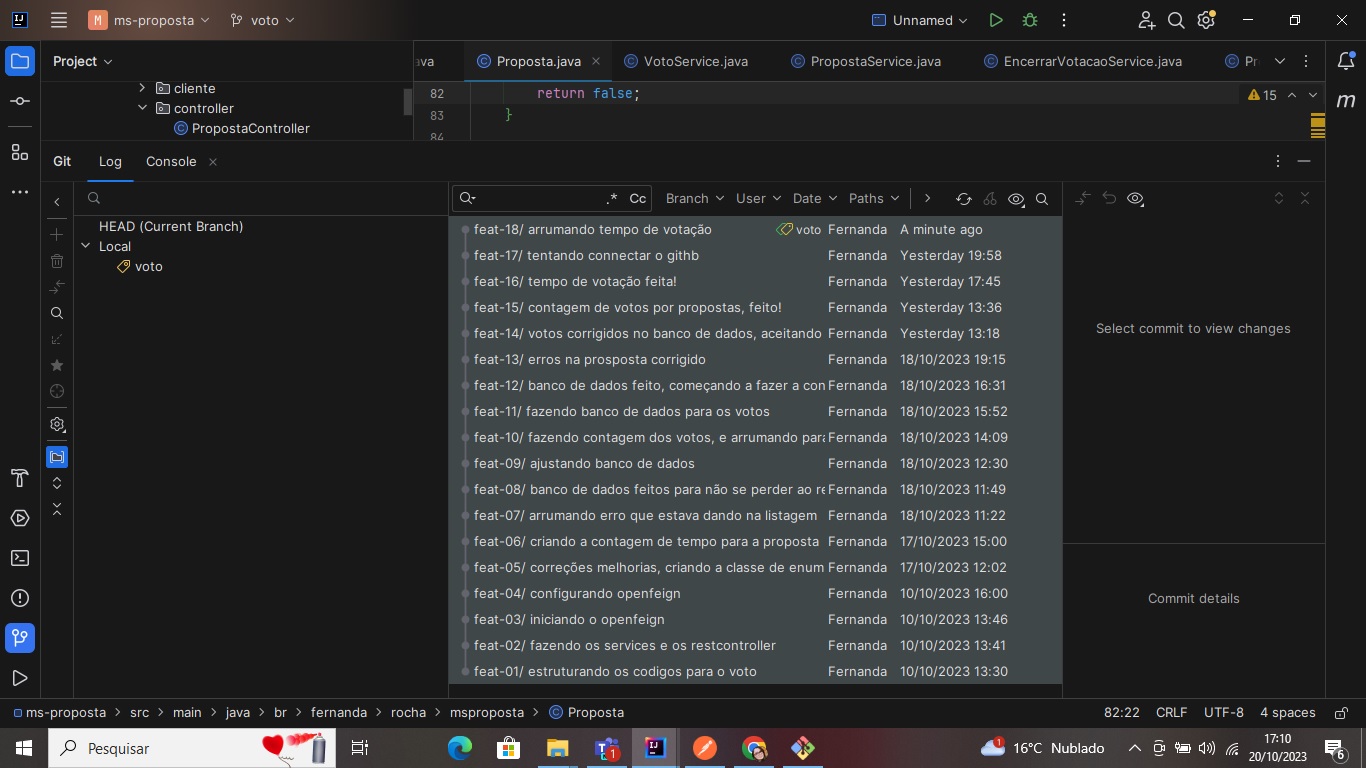 M ms-proposta voto Unnamed
Project
ava Proposta.java VotoService.java PropostaService.java EncerrarVotacaoService.java Pr
cliente
controller
PropostaController
82 return false;
83 }
84
15
Git Log Console
.* Cc Branch User Date Paths
HEAD (Current Branch)
Local
voto
feat-18/ arrumando tempo de votação voto Fernanda A minute ago
feat-17/ tentando connectar o githb Fernanda Yesterday 19:58
feat-16/ tempo de votação feita! Fernanda Yesterday 17:45
feat-15/ contagem de votos por propostas, feito! Fernanda Yesterday 13:36
feat-14/ votos corrigidos no banco de dados, aceitando Fernanda Yesterday 13:18
feat-13/ erros na prosposta corrigido Fernanda 18/10/2023 19:15
feat-12/ banco de dados feito, começando a fazer a con Fernanda 18/10/2023 16:31
feat-11/ fazendo banco de dados para os votos Fernanda 18/10/2023 15:52
feat-10/ fazendo contagem dos votos, e arrumando para Fernanda 18/10/2023 14:09
feat-09/ ajustando banco de dados Fernanda 18/10/2023 12:30
feat-08/ banco de dados feitos para não se perder ao re Fernanda 18/10/2023 11:49
feat-07/ arrumando erro que estava dando na listagem Fernanda 18/10/2023 11:22
feat-06/ criando a contagem de tempo para a proposta Fernanda 17/10/2023 15:00
feat-05/ correções melhorias, criando a classe de enum Fernanda 17/10/2023 12:02
feat-04/ configurando openfeign Fernanda 10/10/2023 16:00
feat-03/ iniciando o openfeign Fernanda 10/10/2023 13:46
feat-02/ fazendo os services e os restcontroller Fernanda 10/10/2023 13:41
feat-01/ estruturando os codigos para o voto Fernanda 10/10/2023 13:30
Select commit to view changes
Commit details
ms-proposta src main java br fernanda rocha msproposta Proposta 82:22 CRLF UTF-8 4 spaces
Pesquisar
1
IJ
1
16°C Nublado
17:10
20/10/2023
6